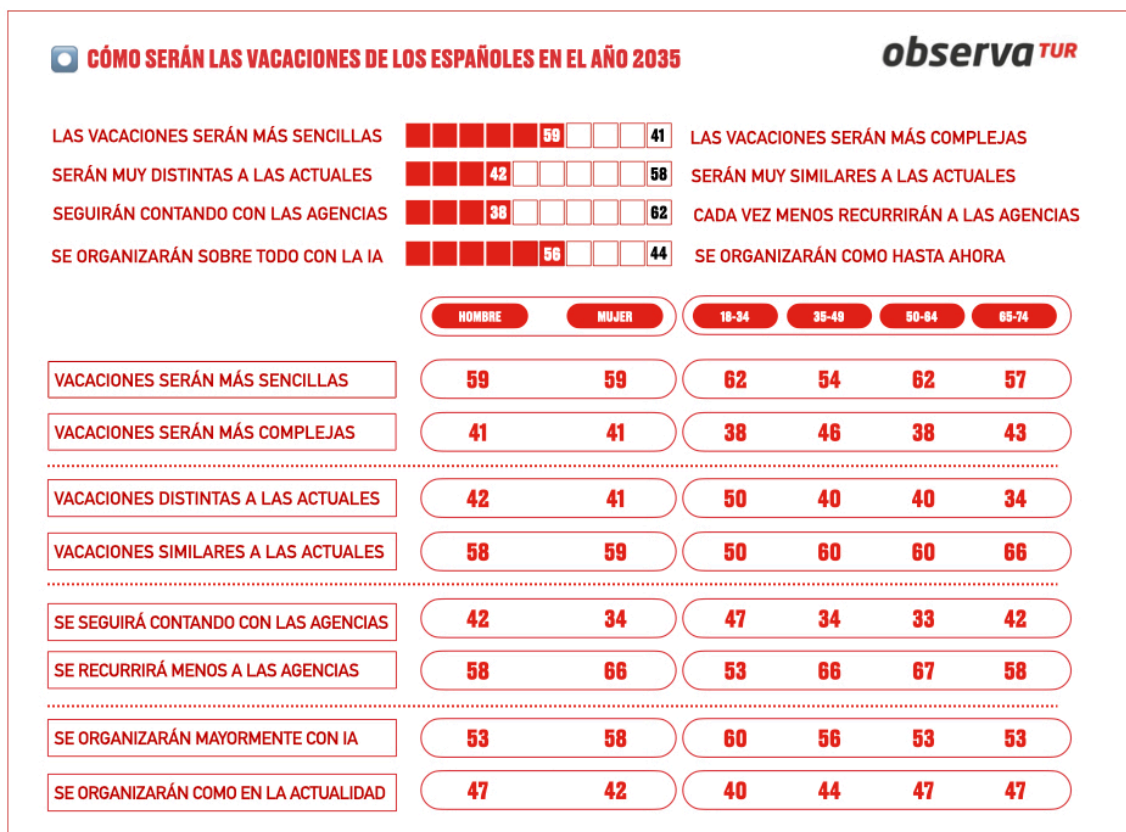 CÓMO SERÁN LAS VACACIONES DE LOS ESPAÑOLES EN EL AÑO 2035
observaTUR
LAS VACACIONES SERÁN MÁS SENCILLAS 59 41 LAS VACACIONES SERÁN MÁS COMPLEJAS
SERÁN MUY DISTINTAS A LAS ACTUALES 42 58 SERÁN MUY SIMILARES A LAS ACTUALES
SEGUIRÁN CONTANDO CON LAS AGENCIAS 38 62 CADA VEZ MENOS RECURRIRÁN A LAS AGENCIAS
SE ORGANIZARÁN SOBRE TODO CON LA IA 56 44 SE ORGANIZARÁN COMO HASTA AHORA
HOMBRE MUJER 18-34 35-49 50-64 65-74
VACACIONES SERÁN MÁS SENCILLAS 59 59 62 54 62 57
VACACIONES SERÁN MÁS COMPLEJAS 41 41 38 46 38 43
VACACIONES DISTINTAS A LAS ACTUALES 42 41 50 40 40 34
VACACIONES SIMILARES A LAS ACTUALES 58 59 50 60 60 66
SE SEGUIRÁ CONTANDO CON LAS AGENCIAS 42 34 47 34 33 42
SE RECURRIRÁ MENOS A LAS AGENCIAS 58 66 53 66 67 58
SE ORGANIZARÁN MAYORMENTE CON IA 53 58 60 56 53 53
SE ORGANIZARÁN COMO EN LA ACTUALIDAD 47 42 40 44 47 47